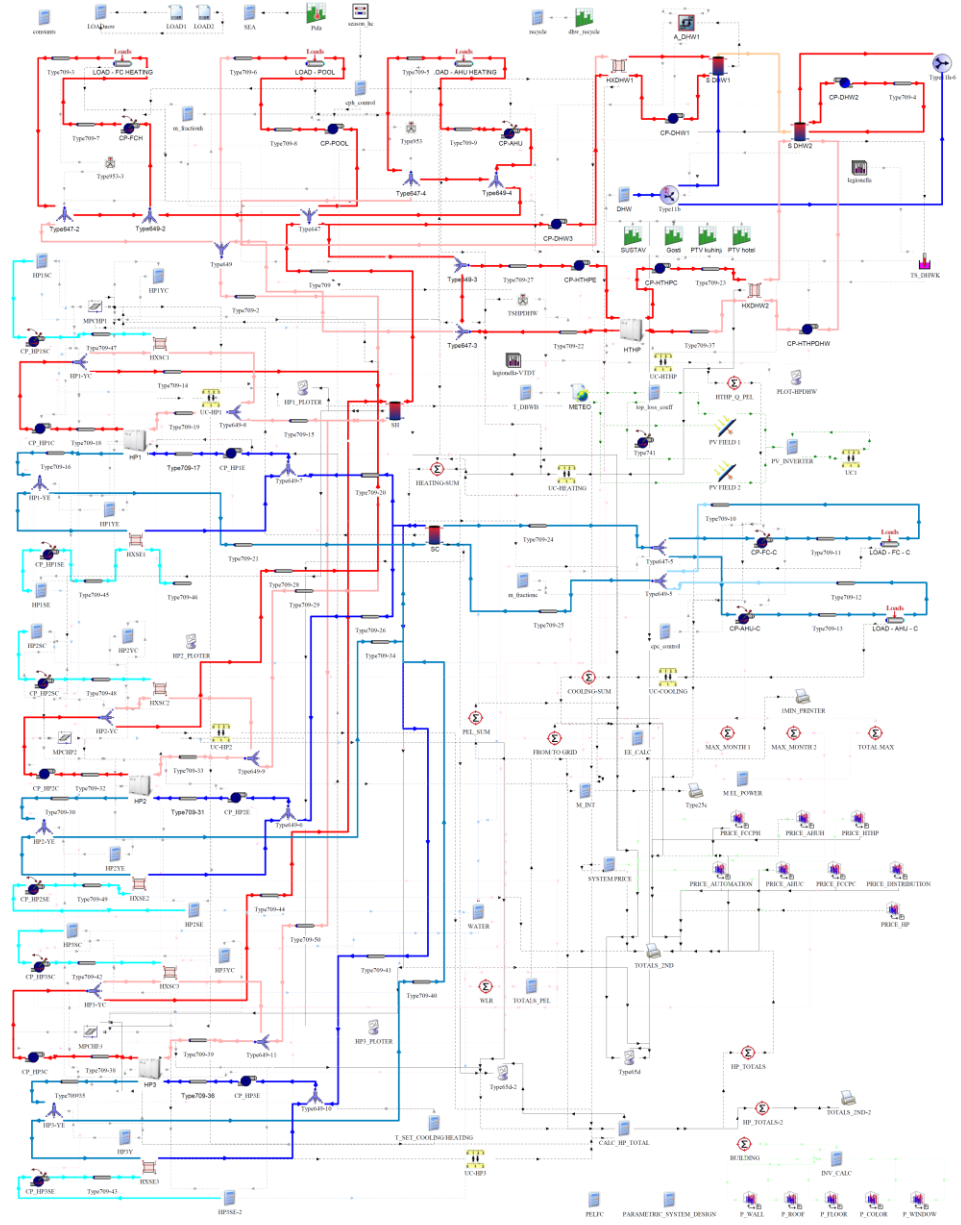 constants
LOADnew
LOAD1
LOAD2
SEA
Psla
season_hc
recycle
dhw_recycle
A_DHW1
Type709-3
Loads
LOAD - FC HEATING
Type709-6
Loads
LOAD - POOL
Type709-5
Loads
LOAD - AHU HEATING
HXDHW1
S DHW1
CP-DHW2
Type709-4
Type11h-6
cph_control
m_fractionh
Type709-7
CP-FCH
Type709-8
CP-POOL
Type953
Type709-9
CP-AHU
CP-DHW1
S DHW2
Type953-3
Type647-4
Type649-4
legionella
DHW
Type11b
Type647-2
Type649-2
Type647
CP-DHW3
SUSTAV
Gosti
PTV kuhinj
PTV hotel
TS_DHWK
Type649
HP1SC
HP1YC
Type709
Type709-2
Type649-3
Type709-27
CP-HTHPE
CP-HTHPC
Type709-23
HXDHW2
MPCHP1
TSHPDHW
Type647-3
Type709-22
HTHP
Type709-37
CP-HTHPDHW
CP_HP1SC
Type709-47
HXSC1
HP1-YC
Type709-14
UC-HP1
HP1_PLOTER
legionella-VTDT
UC-HTHP
HTHP_Q_PEL
PLOT-HPDHW
T_DBWB
METEO
top_loss_coeff
CP_HP1C
Type709-18
Type709-19
Type649-8
Type709-15
SH
PV FIELD 1
Type741
PV_INVERTER
UC1
HP1
Type709-16
Type709-17
CP_HP1E
Type649-7
Type709-20
HEATING-SUM
UC-HEATING
PV FIELD 2
HP1-YE
HP1YE
Type709-21
SC
Type709-24
Type709-10
CP_HP1SE
HXSE1
Type647-5
CP-FC-C
Type709-11
Loads
LOAD - FC - C
Type709-45
Type709-46
HP1SE
Type709-28
Type709-29
Type709-26
m_fractionc
Type709-25
Type649-5
Type709-12
CP-AHU-C
Type709-13
Loads
LOAD - AHU - C
HP2SC
HP2YC
HP2_PLOTER
Type709-34
cpc_control
CP_HP2SC
Type709-48
HXSC2
COOLING-SUM
UC-COOLING
1MIN_PRINTER
HP2-YC
PEL_SUM
MPCHP2
UC-HP2
FROM/TO GRID
EE_CALC
MAX_MONTH 1
MAX_MONTH 2
TOTAL MAX
CP_HP2C
Type709-32
Type709-33
Type649-9
HP2
M_INT
Type25c
M EL_POWER
Type709-30
Type709-31
CP_HP2E
Type649-6
HP2-YE
PRICE_FCCPH
PRICE_AHUH
PRICE_HTHP
HP2YE
SYSTEM PRICE
PRICE_AUTOMATION
PRICE_AHUC
PRICE_FCCPC
PRICE_DISTRIBUTION
CP_HP2SE
Type709-49
HXSE2
Type709-44
HP2SE
WATER
PRICE_HP
HP3SC
Type709-50
HP3YC
Type709-41
TOTALS_2ND
CP_HP3SC
Type709-42
HXSC3
Type709-40
HP3-YC
WLR
TOTALS_PEL
MPCHP3
HP3_PLOTER
CP_HP3C
Type709-38
Type709-39
Type649-11
HP3
Type65d-2
Type65d
HP_TOTALS
Type70935
Type709-36
CP_HP3E
Type649-10
HP3-YE
T_SET_COOLING/HEATING
CALC_HP_TOTAL
HP_TOTALS-2
TOTALS_2ND-2
HP3Y
BUILDING
CP_HP3SE
Type709-43
HXSE3
UC-HP3
INV_CALC
HP3SE-2
PELFC
PARAMETRIC_SYSTEM_DESIGN
P_WALL
P_ROOF
P_FLOOR
P_COLOR
P_WINDOW